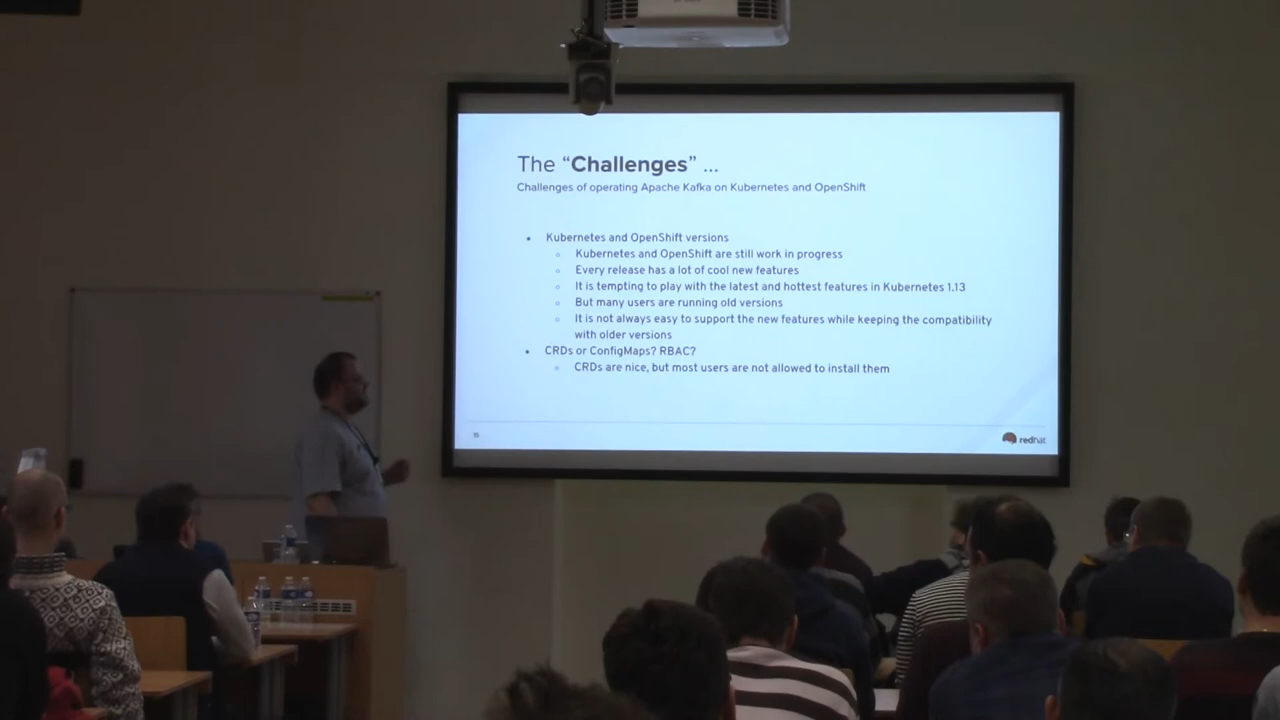 The “Challenges” ...
Challenges of operating Apache Kafka on Kubernetes and OpenShift
• Kubernetes and OpenShift versions
○ Kubernetes and OpenShift are still work in progress
○ Every release has a lot of cool new features
○ It is tempting to play with the latest and hottest features in Kubernetes 1.13
○ But many users are running old versions
○ It is not always easy to support the new features while keeping the compatibility
with older versions
• CRDs or ConfigMaps? RBAC?
○ CRDs are nice, but most users are not allowed to install them
15
redhat